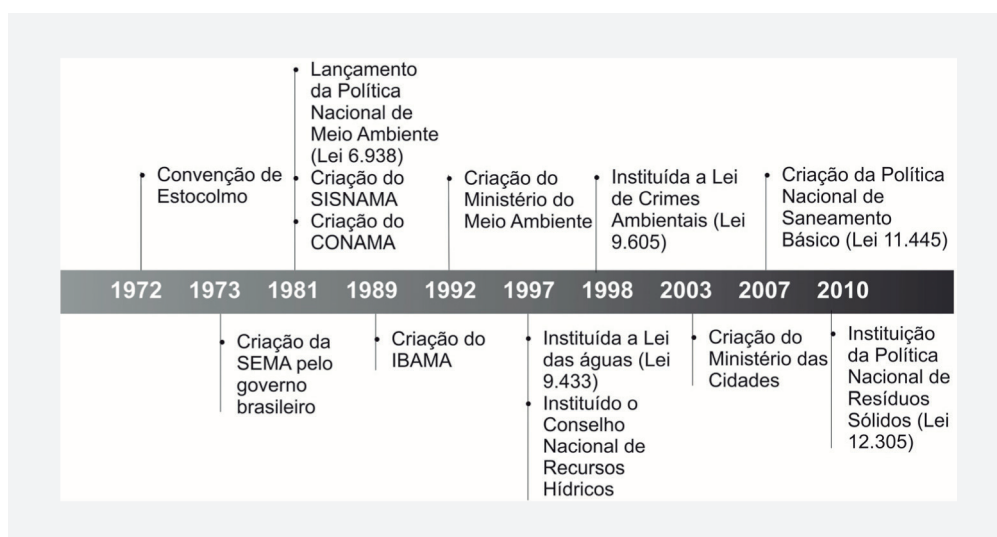 Lançamento
da Política
Nacional de
Meio Ambiente
(Lei 6.938)
Convenção de
Estocolmo
Criação do
SISNAMA
Criação do
CONAMA
Criação do
Ministério do
Meio Ambiente
Instituída a Lei
de Crimes
Ambientais (Lei
9.605)
Criação da Política
Nacional de
Saneamento
Básico (Lei 11.445)
1972 1973 1981 1989 1992 1997 1998 2003 2007 2010
Criação da
SEMA pelo
governo
brasileiro
Criação do
IBAMA
Instituída a Lei
das águas (Lei
9.433)
Instituído o
Conselho
Nacional de
Recursos
Hídricos
Criação do
Ministério das
Cidades
Instituição
da Política
Nacional de
Resíduos
Sólidos (Lei
12.305)